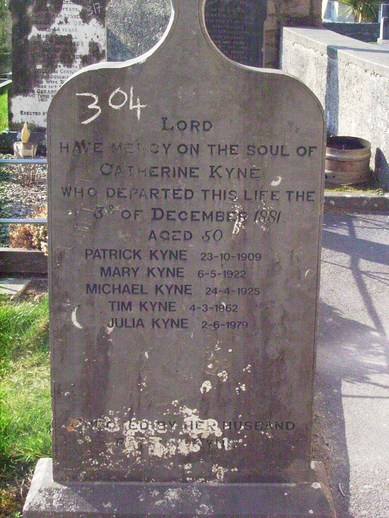 304
LORD
HAVE MERCY ON THE SOUL OF
CATHERINE KYNE
WHO DEPARTED THIS LIFE THE
3RD OF DECEMBER 1881
AGED 50
PATRICK KYNE 23-10-1909
MARY KYNE 6-5-1922
MICHAEL KYNE 24-4-1925
TIM KYNE 4-3-1962
JULIA KYNE 2-6-1979
ERECTED BY HER HUSBAND